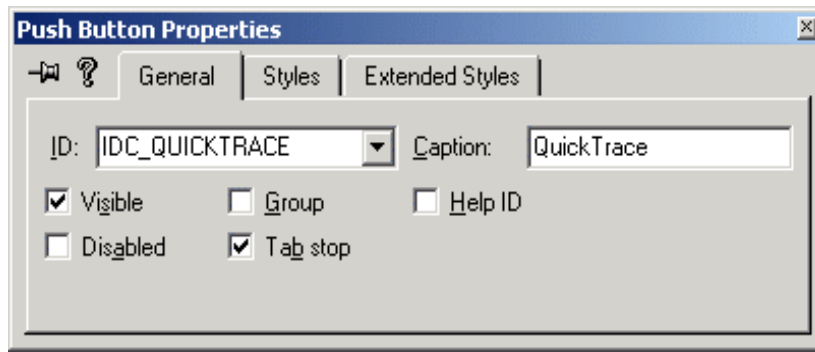 Push Button Properties
General Styles Extended Styles
ID: IDC_QUICKTRACE Caption: QuickTrace
Visible Group Help ID
Disabled Tab stop